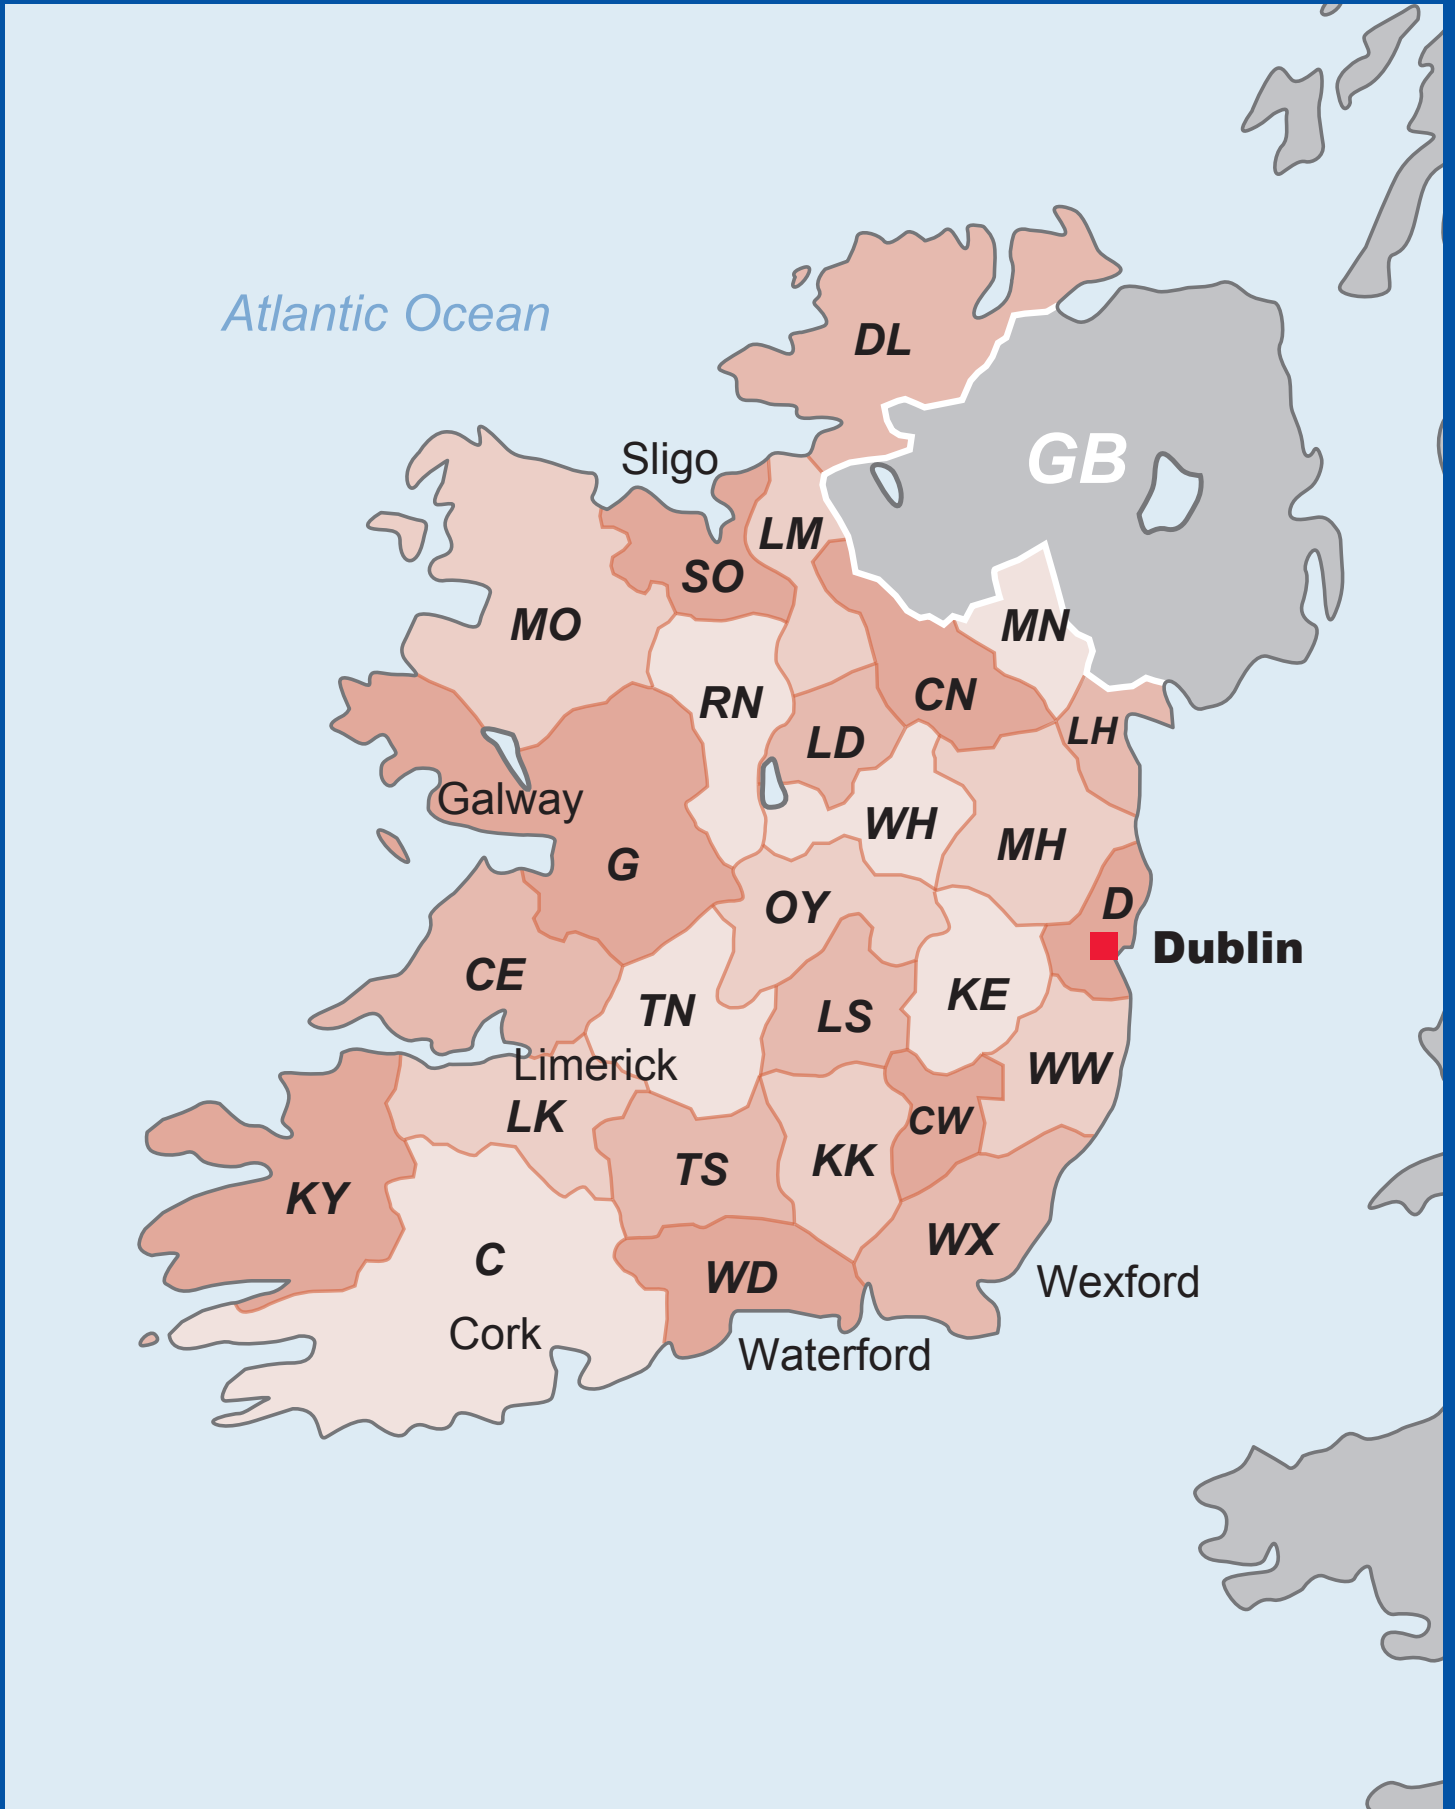 Atlantic Ocean
DL
GB
Sligo
LM
SO
MO
MN
RN
CN
LH
LD
Galway
WH
MH
G
OY
D
Dublin
CE
TN
LS
KE
Limerick
WW
LK
CW
TS
KK
KY
C
WD
WX
Wexford
Cork
Waterford